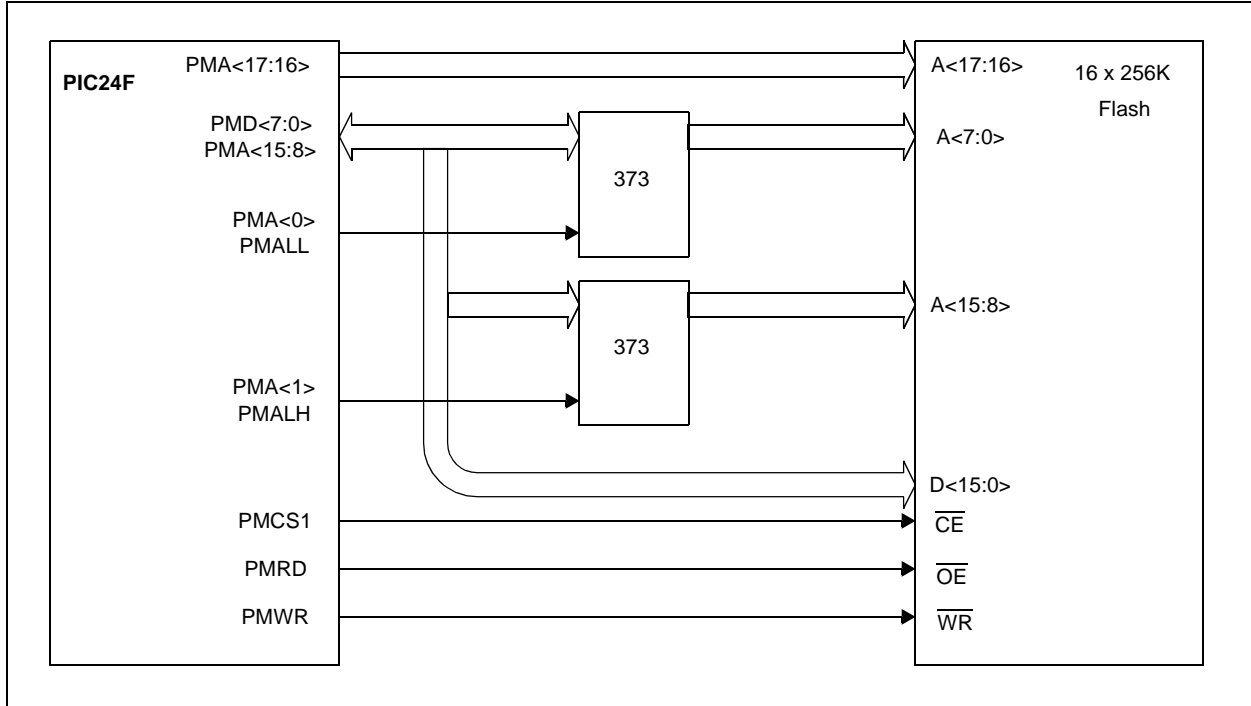 PIC24F
PMA<17:16>
PMD<7:0>
PMA<15:8>
PMA<0>
PMALL
PMA<1>
PMALH
PMCS1
PMRD
PMWR
373
373
A<17:16>
16 x 256K
Flash
A<7:0>
A<15:8>
D<15:0>
CE
OE
WR